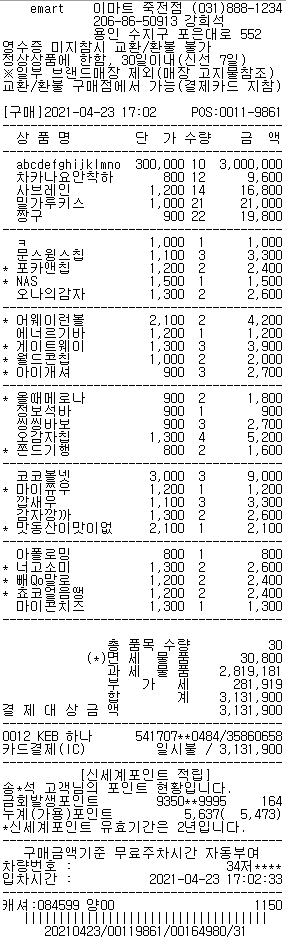 emart 이마트 죽전점 (031)888-1234
206-86-50913 강희석
용인 수지구 포은대로 552
영수증 미지참시 교환/환불 불가
정상상품에 한함, 30일이내(신선 7일)
※일부 브랜드매장 제외(매장 고지물참조)
교환/환불 구매점에서 가능(결제카드 지참)
[구매]2021-04-23 17:02 POS:0011-9861
상 품 명 단 가 수량 금 액
abcdefghijklmno 300,000 10 3,000,000
차카니요안착하 800 12 9,600
사브레인 1,200 14 16,800
밀가루키스 1,000 21 21,000
짱구 900 22 19,800
ㅋ 1,000 1 1,000
문스윙스칩 1,100 3 3,300
* 포카앤칩 1,200 2 2,400
* NAS 1,500 1 1,500
오나의감자 1,300 2 2,600
* 어웨이런볼 2,100 2 4,200
에너르기바 1,200 1 1,200
* 게이트웨이 1,300 3 3,900
* 월드콘칩 1,000 2 2,000
* 아이개셔 900 3 2,700
* 올때메로나 900 2 1,800
정보석바 900 1 900
씽씽바보 900 3 2,700
오감자칩 1,300 4 5,200
* 쫀드기행 800 2 1,600
코코볼넷 3,000 3 9,000
* 마이쮸우 1,200 1 1,200
깝새우 1,100 3 3,300
감자깡까 1,300 2 2,600
* 맛동산이맛이없 2,100 1 2,100
아폴로밍 800 1 800
* 너고소미 1,300 2 2,600
* 빼Qo말로 1,200 2 2,400
* 쵸코얼음땡 1,200 2 2,400
마이콘치즈 1,300 1 1,300
총 품목 수량 30
(*)면 세 물 품 30,800
과 세 물 품 2,819,181
부 가 세 281,919
합 계 3,131,900
결 제 대 상 금 액 3,131,900
0012 KEB 하나 541707**0484/35860658
카드결제(IC) 일시불 / 3,131,900
[신세계포인트 적립]
송*석 고객님의 포인트 현황입니다.
금회발생포인트 9350**9995 164
누계(가용)포인트 5,637( 5,473)
*신세계포인트 유효기간은 2년입니다.
구매금액기준 무료주차시간 자동부여
차량번호 : 34저****
입차시간 : 2021-04-23 17:02:33
캐셔:084599 양00 1150
20210423/00119861/00164980/31